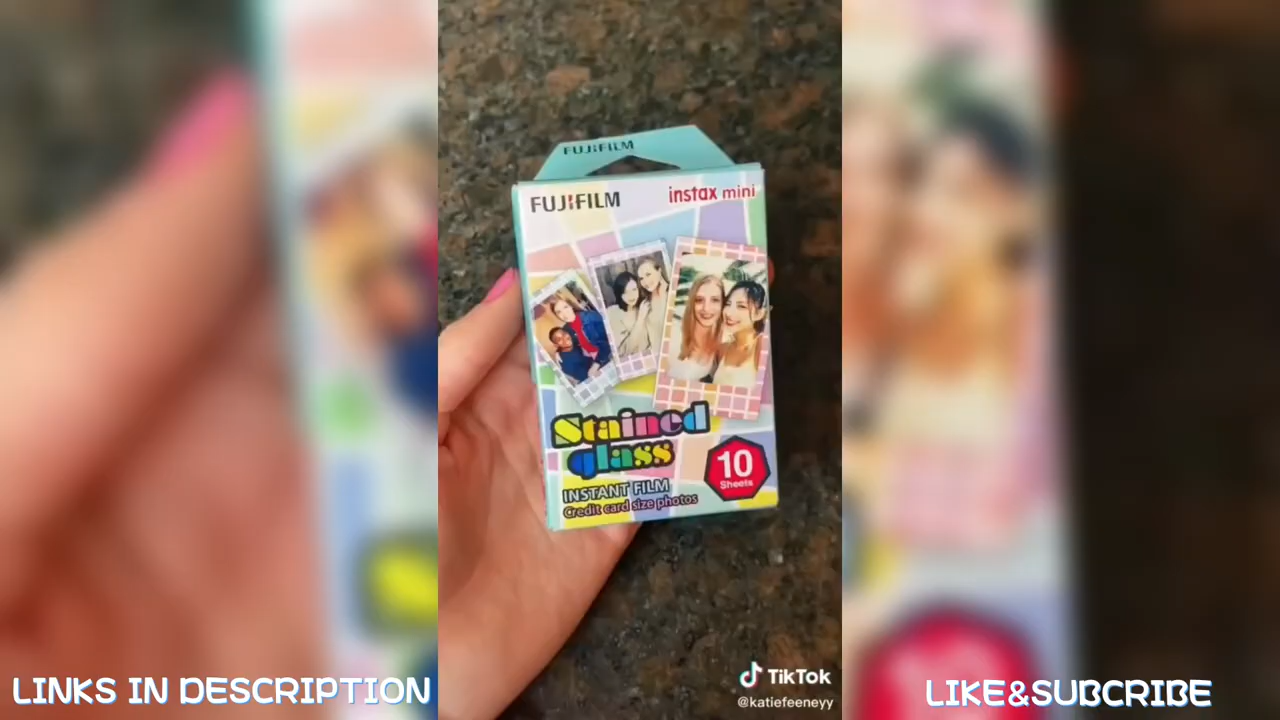 FUJIFILM
FUJIFILM
instax mini
Stained
glass
10
Sheets
INSTANT FILM
Credit card size photos
TikTok
@katiefeeneyy
LINKS IN DESCRIPTION
LIKE&SUBCRIBE